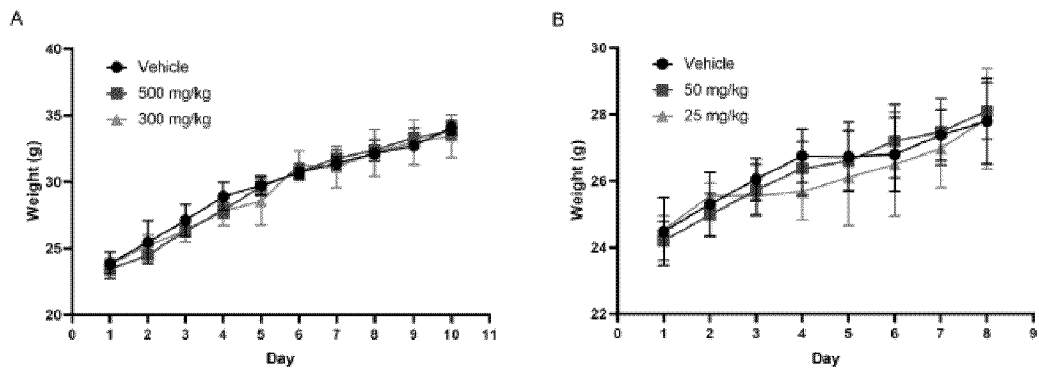 A
40
35
30
25
20
Weight (g)
Vehicle
500 mg/kg
300 mg/kg
0 1 2 3 4 5 6 7 8 9 10 11
Day
B
30
28
26
24
22
Weight (g)
Vehicle
50 mg/kg
25 mg/kg
0 1 2 3 4 5 6 7 8 9
Day